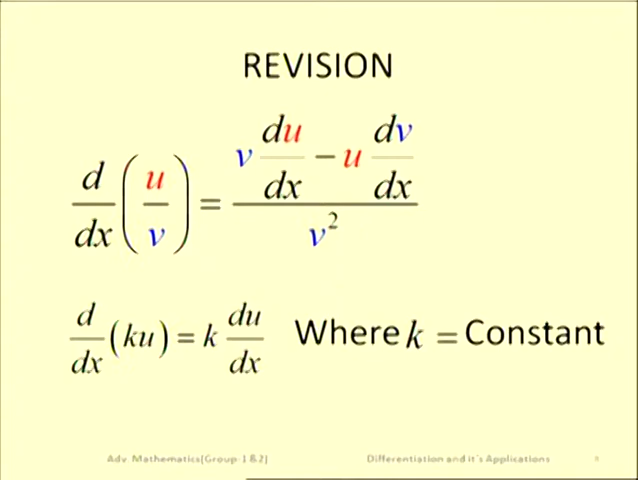 REVISION
d/dx (u/v) = (v du/dx − u dv/dx) / v²
d/dx (ku) = k du/dx Where k = Constant
Adv. Mathematics(Group-1&2) Differentiation and it's Applications